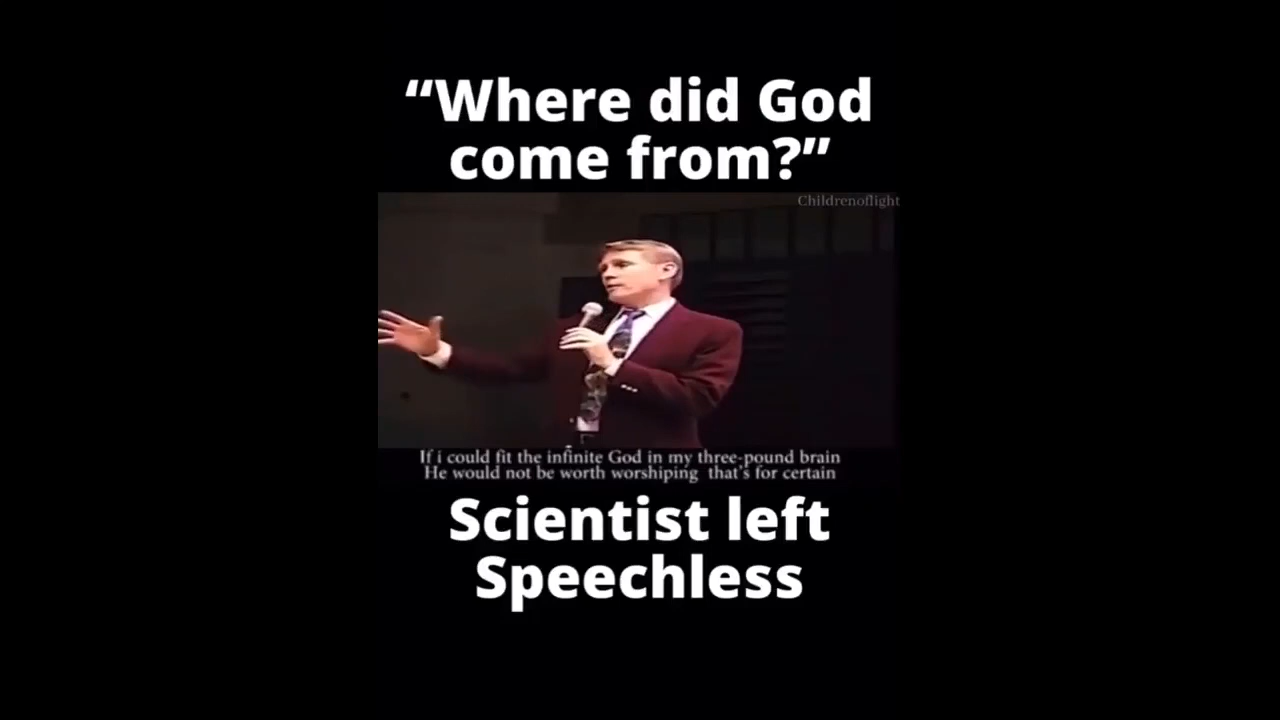 “Where did God
come from?”
Childrenoflight
If i could fit the infinite God in my three-pound brain
He would not be worth worshiping that's for certain
Scientist left
Speechless